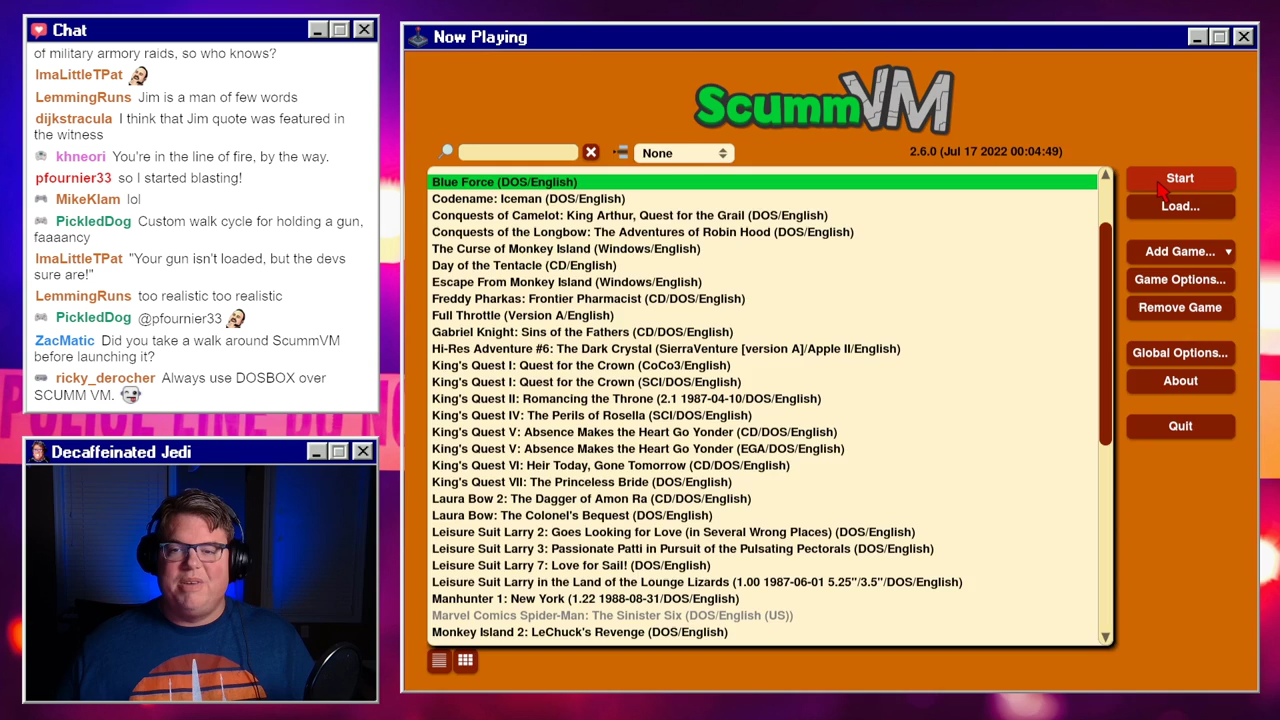 Chat
of military armory raids, so who knows?
ImaLittleTPat
LemmingRuns Jim is a man of few words
dijkstracula I think that Jim quote was featured in
the witness
khneori You're in the line of fire, by the way.
pfournier33 so I started blasting!
MikeKlam lol
PickledDog Custom walk cycle for holding a gun,
faaaancy
ImaLittleTPat "Your gun isn't loaded, but the devs
sure are!"
LemmingRuns too realistic too realistic
PickledDog @pfournier33
ZacMatic Did you take a walk around ScummVM
before launching it?
ricky_derocher Always use DOSBOX over
SCUMM VM.
Decaffeinated Jedi
Now Playing
ScummVM
None
2.6.0 (Jul 17 2022 00:04:49)
Blue Force (DOS/English)
Codename: Iceman (DOS/English)
Conquests of Camelot: King Arthur, Quest for the Grail (DOS/English)
Conquests of the Longbow: The Adventures of Robin Hood (DOS/English)
The Curse of Monkey Island (Windows/English)
Day of the Tentacle (CD/English)
Escape From Monkey Island (Windows/English)
Freddy Pharkas: Frontier Pharmacist (CD/DOS/English)
Full Throttle (Version A/English)
Gabriel Knight: Sins of the Fathers (CD/DOS/English)
Hi-Res Adventure #6: The Dark Crystal (SierraVenture [version A]/Apple II/English)
King's Quest I: Quest for the Crown (CoCo3/English)
King's Quest I: Quest for the Crown (SCI/DOS/English)
King's Quest II: Romancing the Throne (2.1 1987-04-10/DOS/English)
King's Quest IV: The Perils of Rosella (SCI/DOS/English)
King's Quest V: Absence Makes the Heart Go Yonder (CD/DOS/English)
King's Quest V: Absence Makes the Heart Go Yonder (EGA/DOS/English)
King's Quest VI: Heir Today, Gone Tomorrow (CD/DOS/English)
King's Quest VII: The Princeless Bride (DOS/English)
Laura Bow 2: The Dagger of Amon Ra (CD/DOS/English)
Laura Bow: The Colonel's Bequest (DOS/English)
Leisure Suit Larry 2: Goes Looking for Love (in Several Wrong Places) (DOS/English)
Leisure Suit Larry 3: Passionate Patti in Pursuit of the Pulsating Pectorals (DOS/English)
Leisure Suit Larry 7: Love for Sail! (DOS/English)
Leisure Suit Larry in the Land of the Lounge Lizards (1.00 1987-06-01 5.25"/3.5"/DOS/English)
Manhunter 1: New York (1.22 1988-08-31/DOS/English)
Marvel Comics Spider-Man: The Sinister Six (DOS/English (US))
Monkey Island 2: LeChuck's Revenge (DOS/English)
Start
Load...
Add Game...
Game Options...
Remove Game
Global Options...
About
Quit